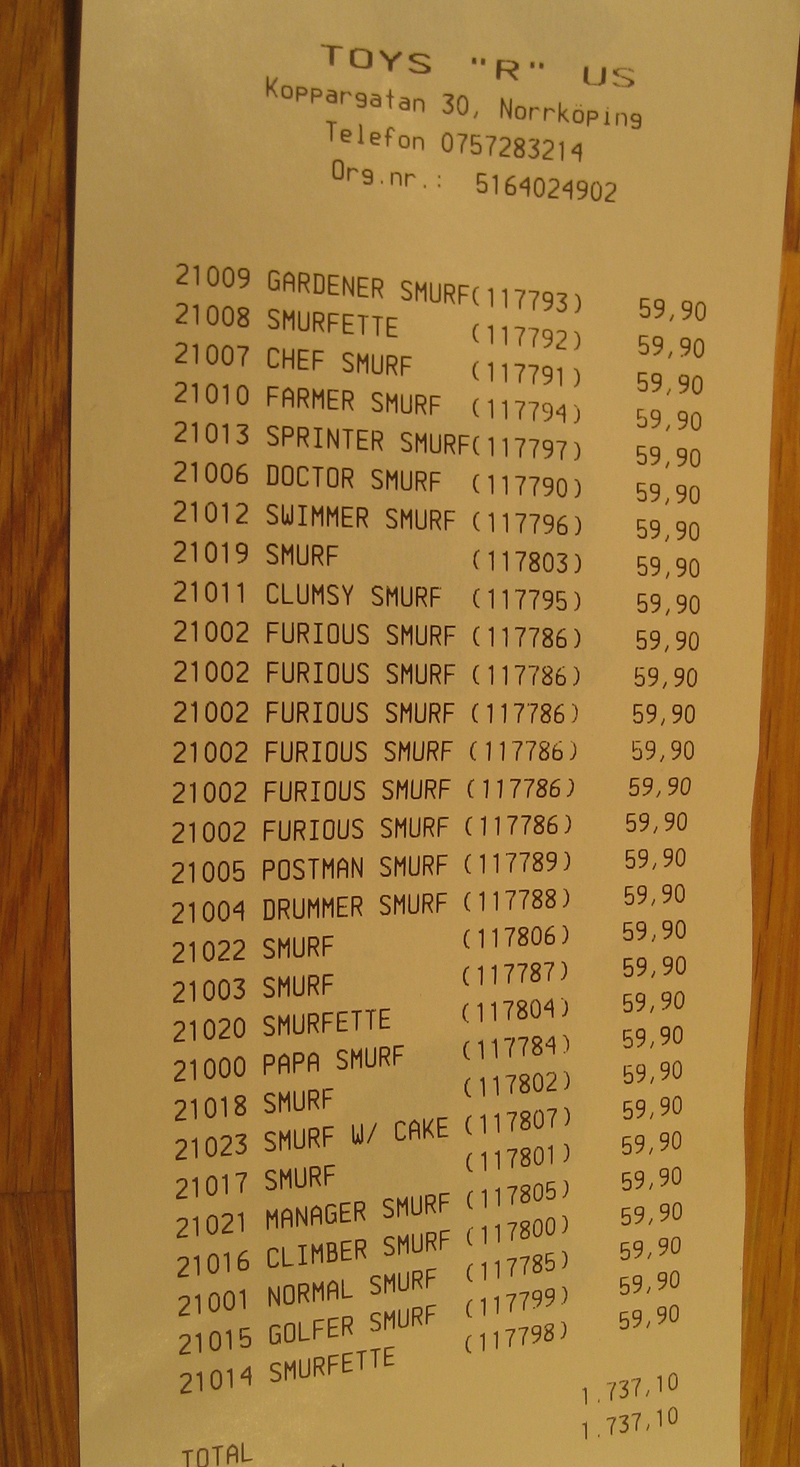 TOYS "R" US
Koppargatan 30, Norrköping
Telefon 0757283214
Org.nr.: 5164024902
21009 GARDENER SMURF(117793) 59,90
21008 SMURFETTE (117792) 59,90
21007 CHEF SMURF (117791) 59,90
21010 FARMER SMURF (117794) 59,90
21013 SPRINTER SMURF(117797) 59,90
21006 DOCTOR SMURF (117790) 59,90
21012 SWIMMER SMURF (117796) 59,90
21019 SMURF (117803) 59,90
21011 CLUMSY SMURF (117795) 59,90
21002 FURIOUS SMURF (117786) 59,90
21002 FURIOUS SMURF (117786) 59,90
21002 FURIOUS SMURF (117786) 59,90
21002 FURIOUS SMURF (117786) 59,90
21002 FURIOUS SMURF (117786) 59,90
21002 FURIOUS SMURF (117786) 59,90
21005 POSTMAN SMURF (117789) 59,90
21004 DRUMMER SMURF (117788) 59,90
21022 SMURF (117806) 59,90
21003 SMURF (117787) 59,90
21020 SMURFETTE (117804) 59,90
21000 PAPA SMURF (117784) 59,90
21018 SMURF (117802) 59,90
21023 SMURF W/ CAKE (117807) 59,90
21017 SMURF (117801) 59,90
21021 MANAGER SMURF (117805) 59,90
21016 CLIMBER SMURF (117800) 59,90
21001 NORMAL SMURF (117785) 59,90
21015 GOLFER SMURF (117799) 59,90
21014 SMURFETTE (117798) 59,90
1.737,10
TOTAL 1.737,10